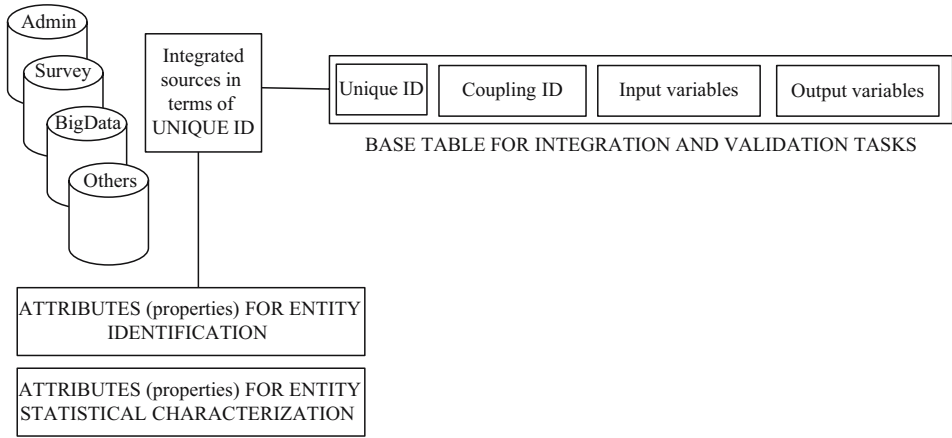 Admin
Survey
BigData
Others
Integrated
sources in
terms of
UNIQUE ID
Unique ID
Coupling ID
Input variables
Output variables
BASE TABLE FOR INTEGRATION AND VALIDATION TASKS
ATTRIBUTES (properties) FOR ENTITY
IDENTIFICATION
ATTRIBUTES (properties) FOR ENTITY
STATISTICAL CHARACTERIZATION